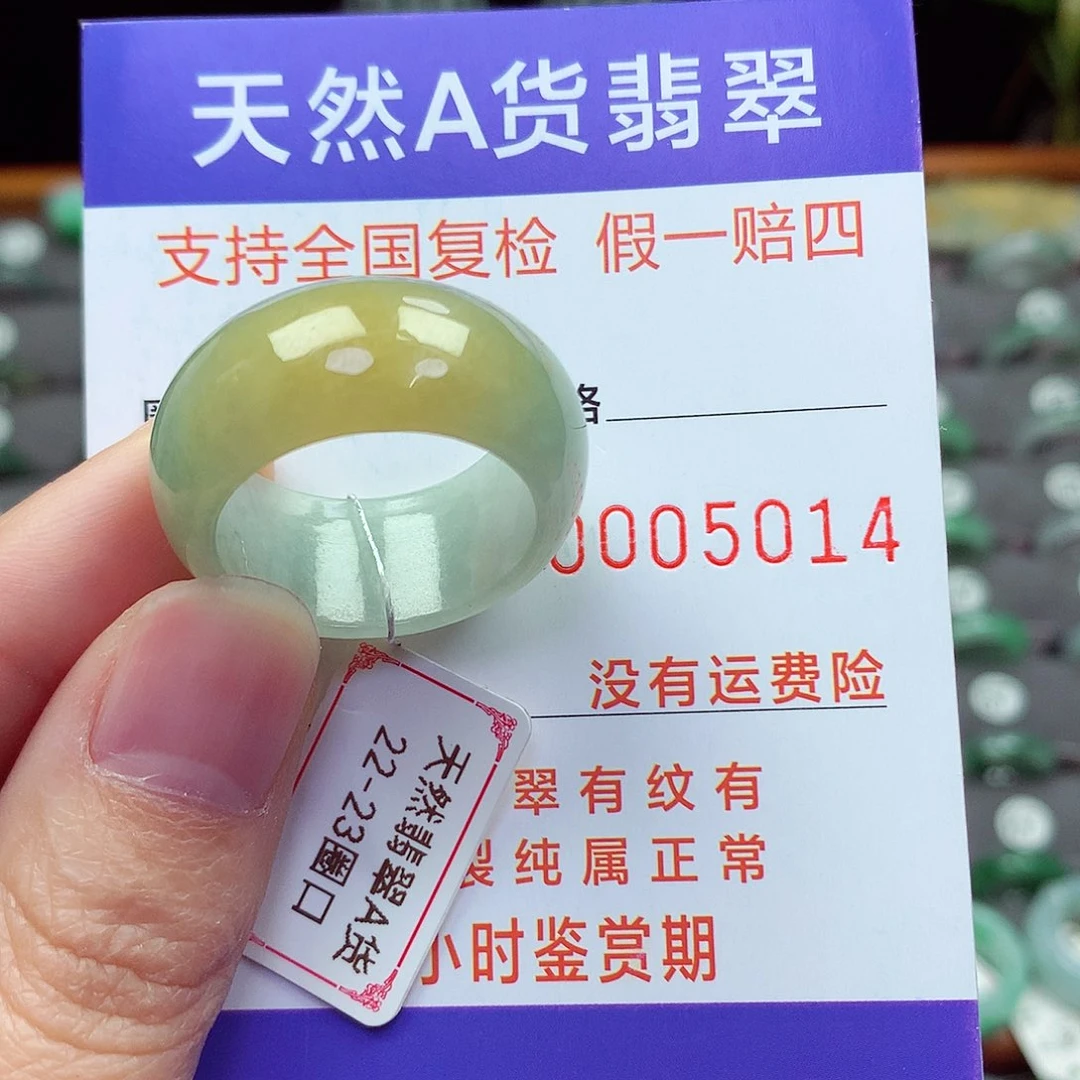 天然A货翡翠
支持全国复检 假一赔四
格
0005014
没有运费险
翠有纹有
裂纯属正常
小时鉴赏期
天然翡翠A货
22-23圈口